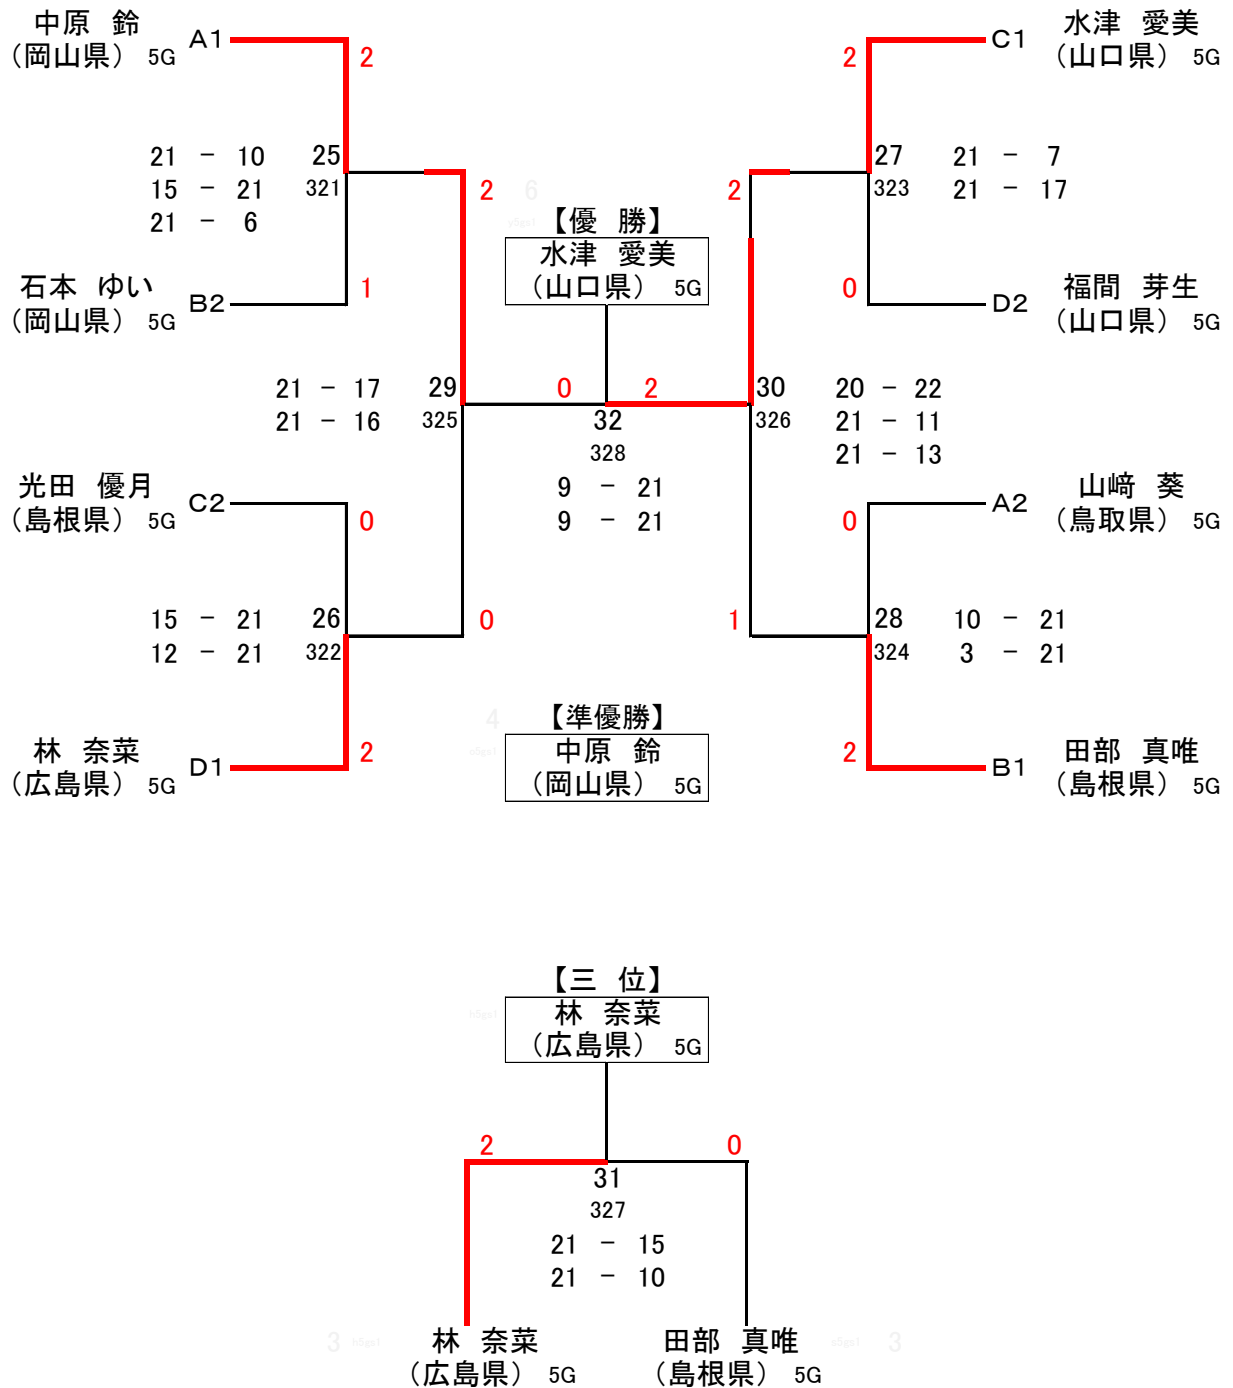 中原 鈴
（岡山県） 5G
A1
2
水津 愛美
（山口県） 5G
C1
2
21 － 10
15 － 21
21 － 6
25
321
2
6
2
27
323
21 － 7
21 － 17
【優 勝】
水津 愛美
（山口県） 5G
石本 ゆい
（岡山県） 5G
B2
1
0
D2
福間 芽生
（山口県） 5G
21 － 17
21 － 16
29
325
0
2
32
328
9 － 21
9 － 21
30
326
20 － 22
21 － 11
21 － 13
光田 優月
（島根県） 5G
C2
0
0
A2
山﨑 葵
（鳥取県） 5G
15 － 21
12 － 21
26
322
0
1
28
324
10 － 21
3 － 21
4
【準優勝】
中原 鈴
（岡山県） 5G
林 奈菜
（広島県） 5G
D1
2
2
B1
田部 真唯
（島根県） 5G
【三 位】
h5gs1
林 奈菜
（広島県） 5G
2
0
31
327
21 － 15
21 － 10
3 h5gs1
林 奈菜
（広島県） 5G
田部 真唯
（島根県） 5G
3